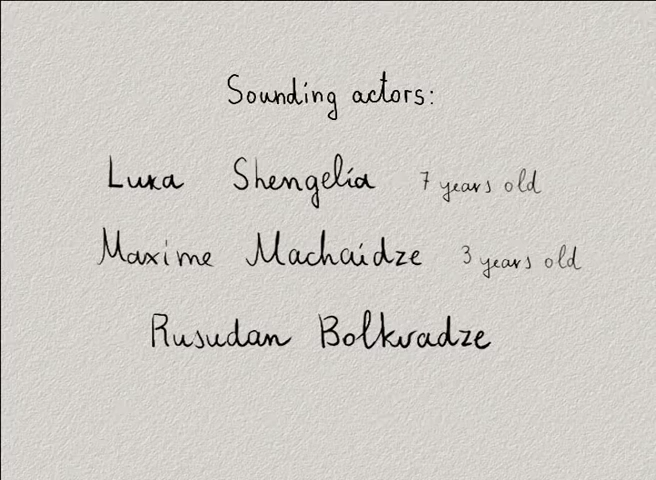 Sounding actors:
Luka Shengelia 7 years old
Maxime Machaidze 3 years old
Rusudan Bolkvadze